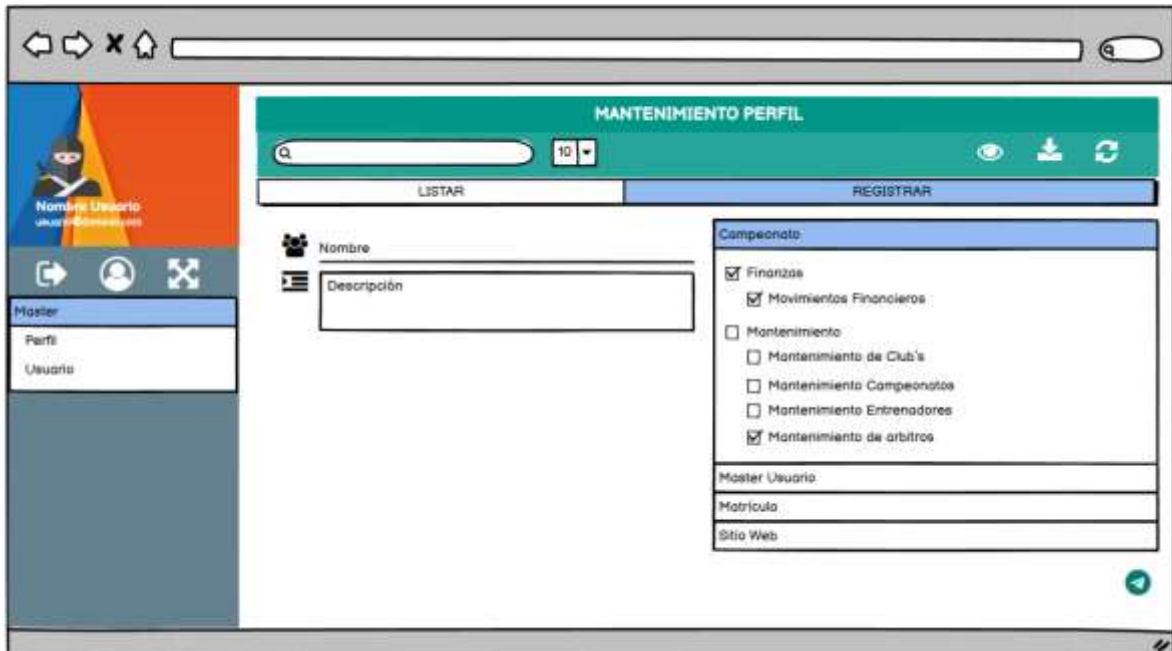 MANTENIMIENTO PERFIL
10
LISTAR
REGISTRAR
Nombre Usuario
Master
Perfil
Usuario
Nombre
Descripción
Campeonato
Finanzas
Movimientos Financieros
Mantenimiento
Mantenimiento de Club's
Mantenimiento Campeonatos
Mantenimiento Entrenadores
Mantenimiento de arbitros
Master Usuario
Matrícula
Sitio Web